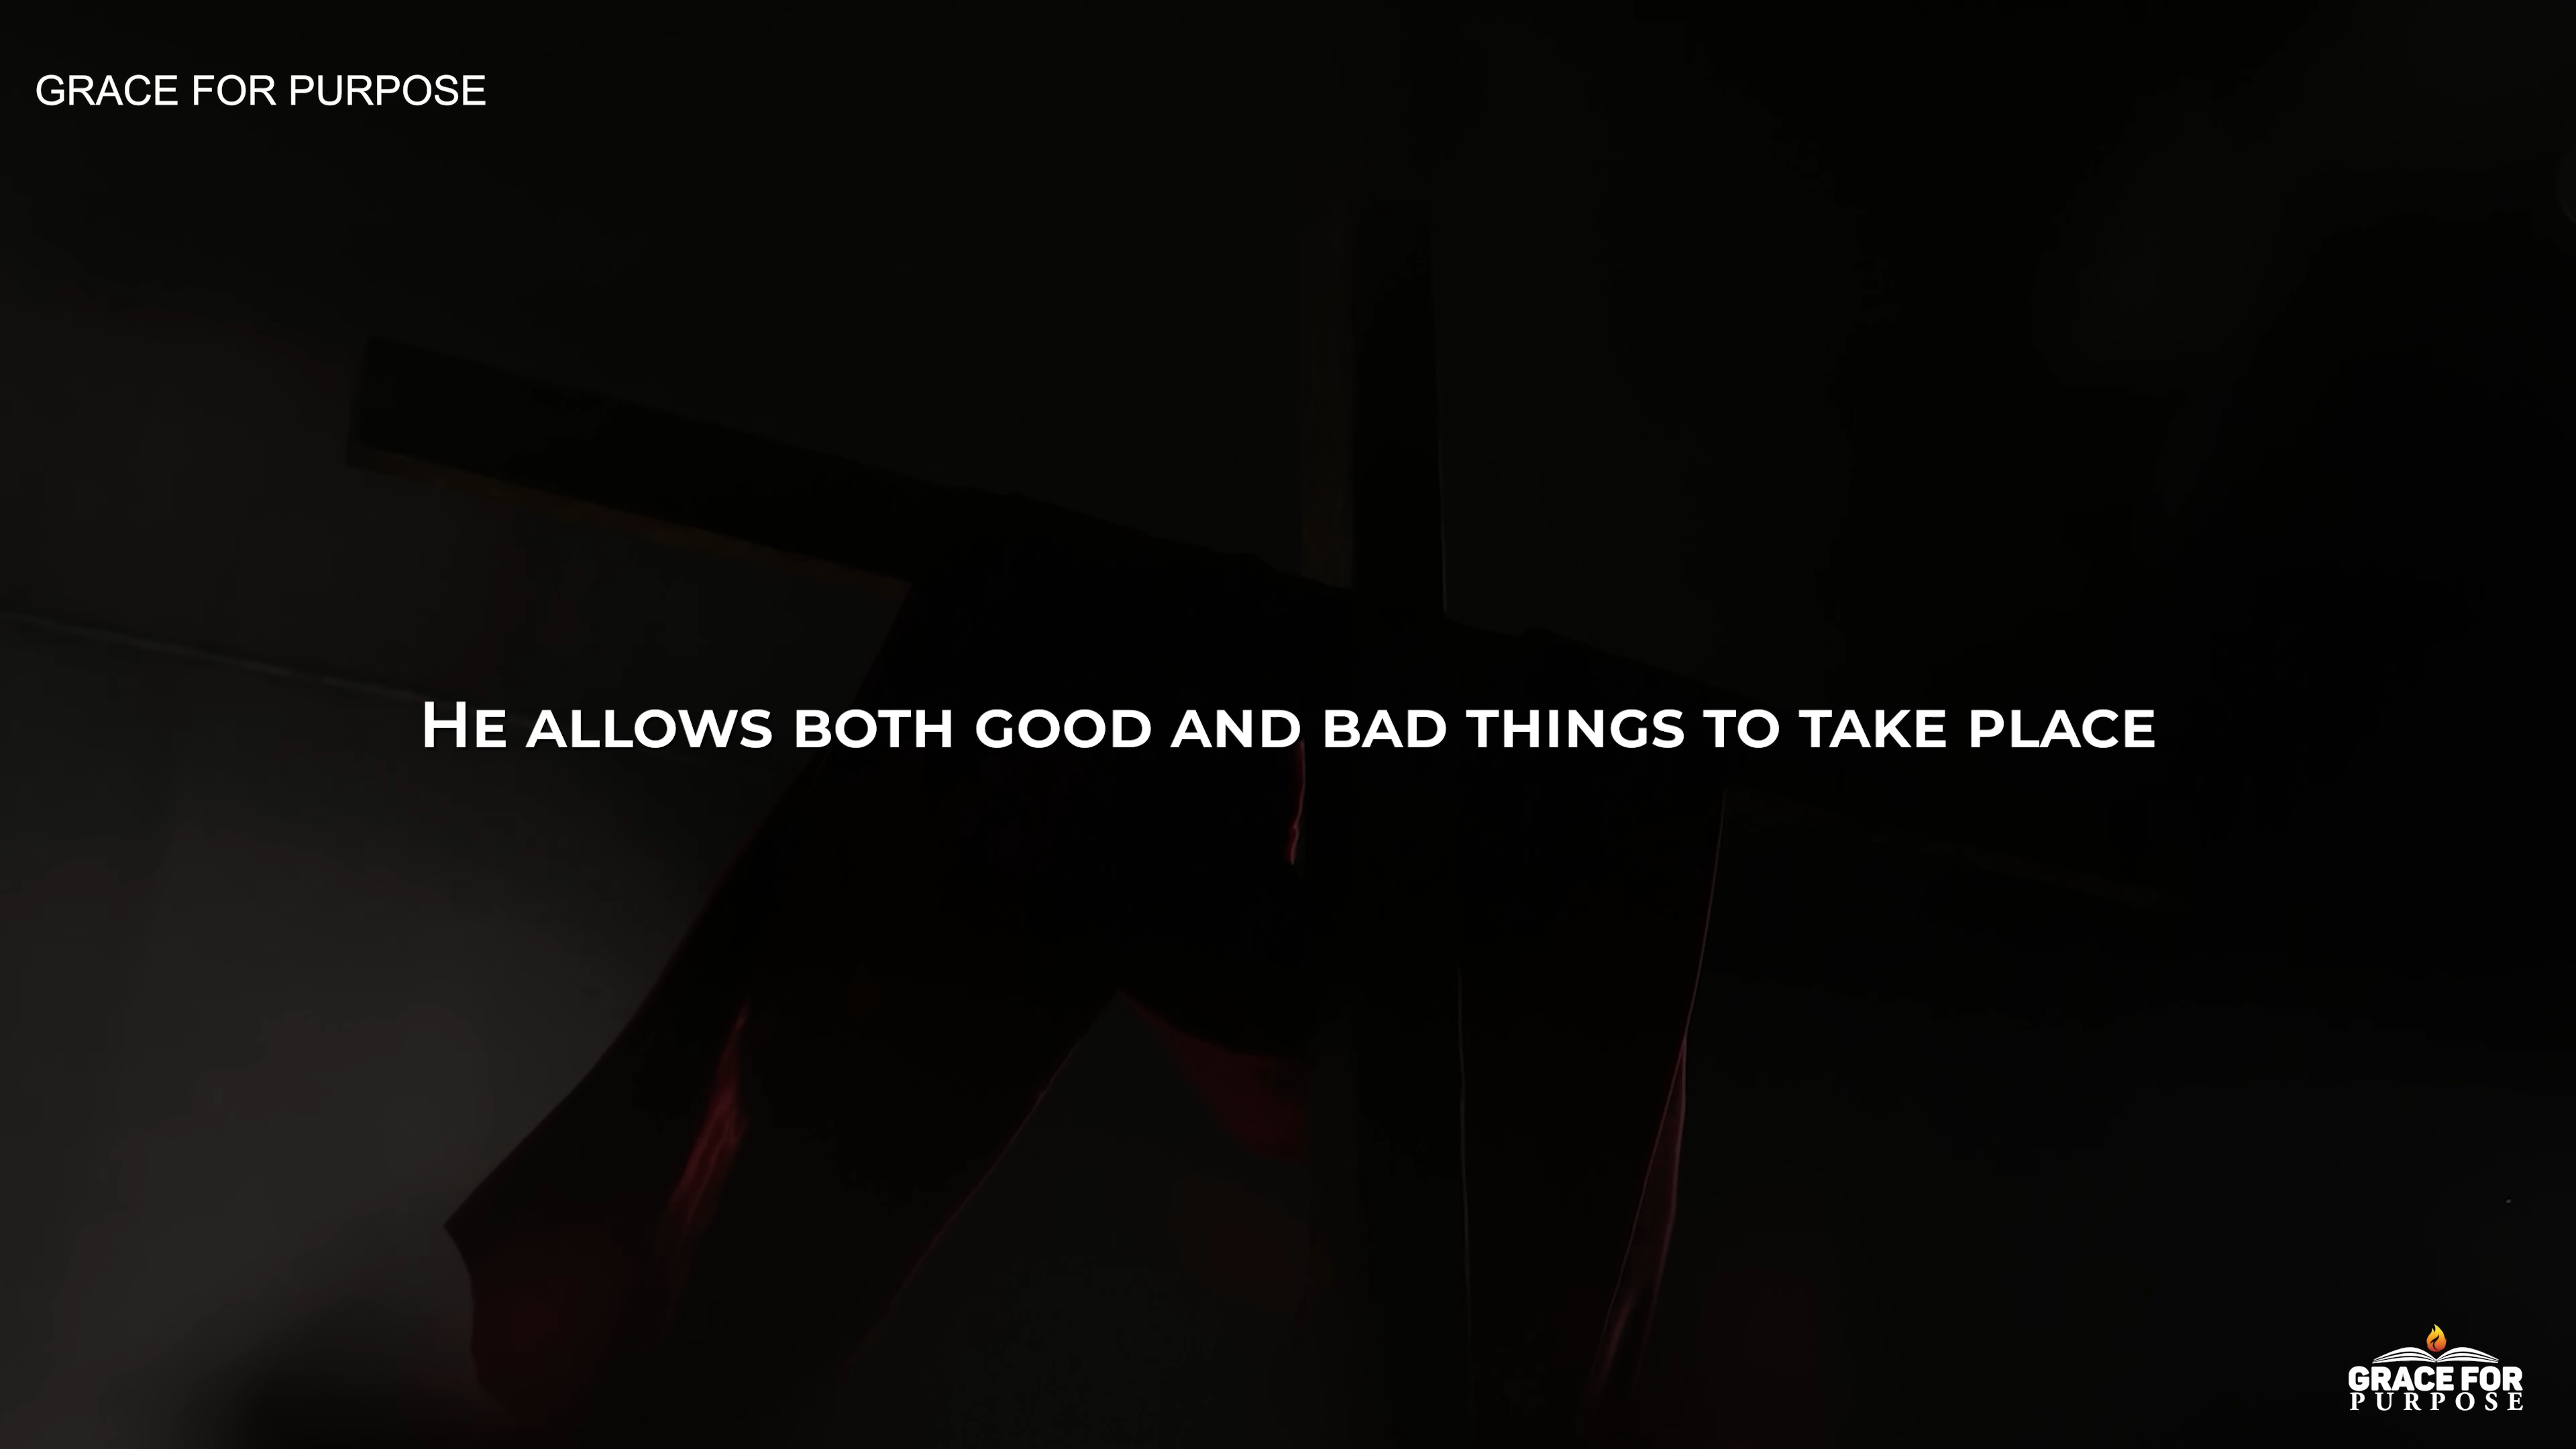 GRACE FOR PURPOSE
HE ALLOWS BOTH GOOD AND BAD THINGS TO TAKE PLACE
GRACE FOR
PURPOSE